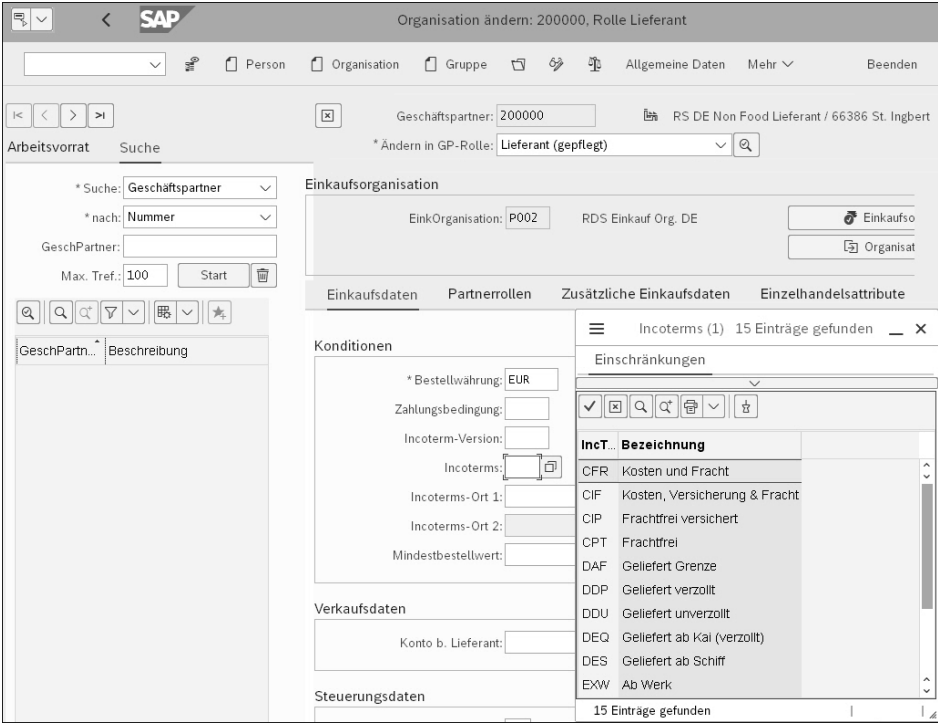 SAP
Organisation ändern: 200000, Rolle Lieferant
Person Organisation Gruppe Allgemeine Daten Mehr Beenden
Geschäftspartner: 200000 RS DE Non Food Lieferant / 66386 St. Ingbert
* Ändern in GP-Rolle: Lieferant (gepflegt)
Arbeitsvorrat Suche
* Suche: Geschäftspartner
* nach: Nummer
GeschPartner:
Max. Tref.: 100 Start
GeschPartn... Beschreibung
Einkaufsorganisation
EinkOrganisation: P002 RDS Einkauf Org. DE
Einkaufso
Organisat
Einkaufsdaten Partnerrollen Zusätzliche Einkaufsdaten Einzelhandelsattribute
Konditionen
* Bestellwährung: EUR
Zahlungsbedingung:
Incoterm-Version:
Incoterms:
Incoterms-Ort 1:
Incoterms-Ort 2:
Mindestbestellwert:
Verkaufsdaten
Konto b. Lieferant:
Steuerungsdaten
Incoterms (1) 15 Einträge gefunden
Einschränkungen
IncT... Bezeichnung
CFR Kosten und Fracht
CIF Kosten, Versicherung & Fracht
CIP Frachtfrei versichert
CPT Frachtfrei
DAF Geliefert Grenze
DDP Geliefert verzollt
DDU Geliefert unverzollt
DEQ Geliefert ab Kai (verzollt)
DES Geliefert ab Schiff
EXW Ab Werk
15 Einträge gefunden